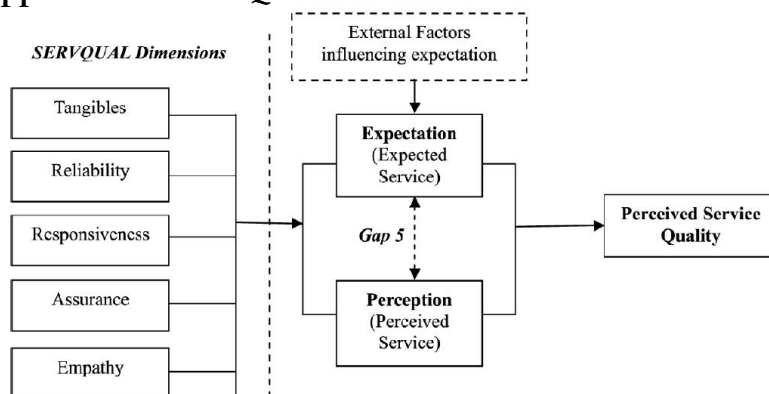 SERVQUAL Dimensions
Tangibles
Reliability
Responsiveness
Assurance
Empathy
External Factors
influencing expectation
Expectation
(Expected
Service)
Gap 5
Perception
(Perceived
Service)
Perceived Service
Quality